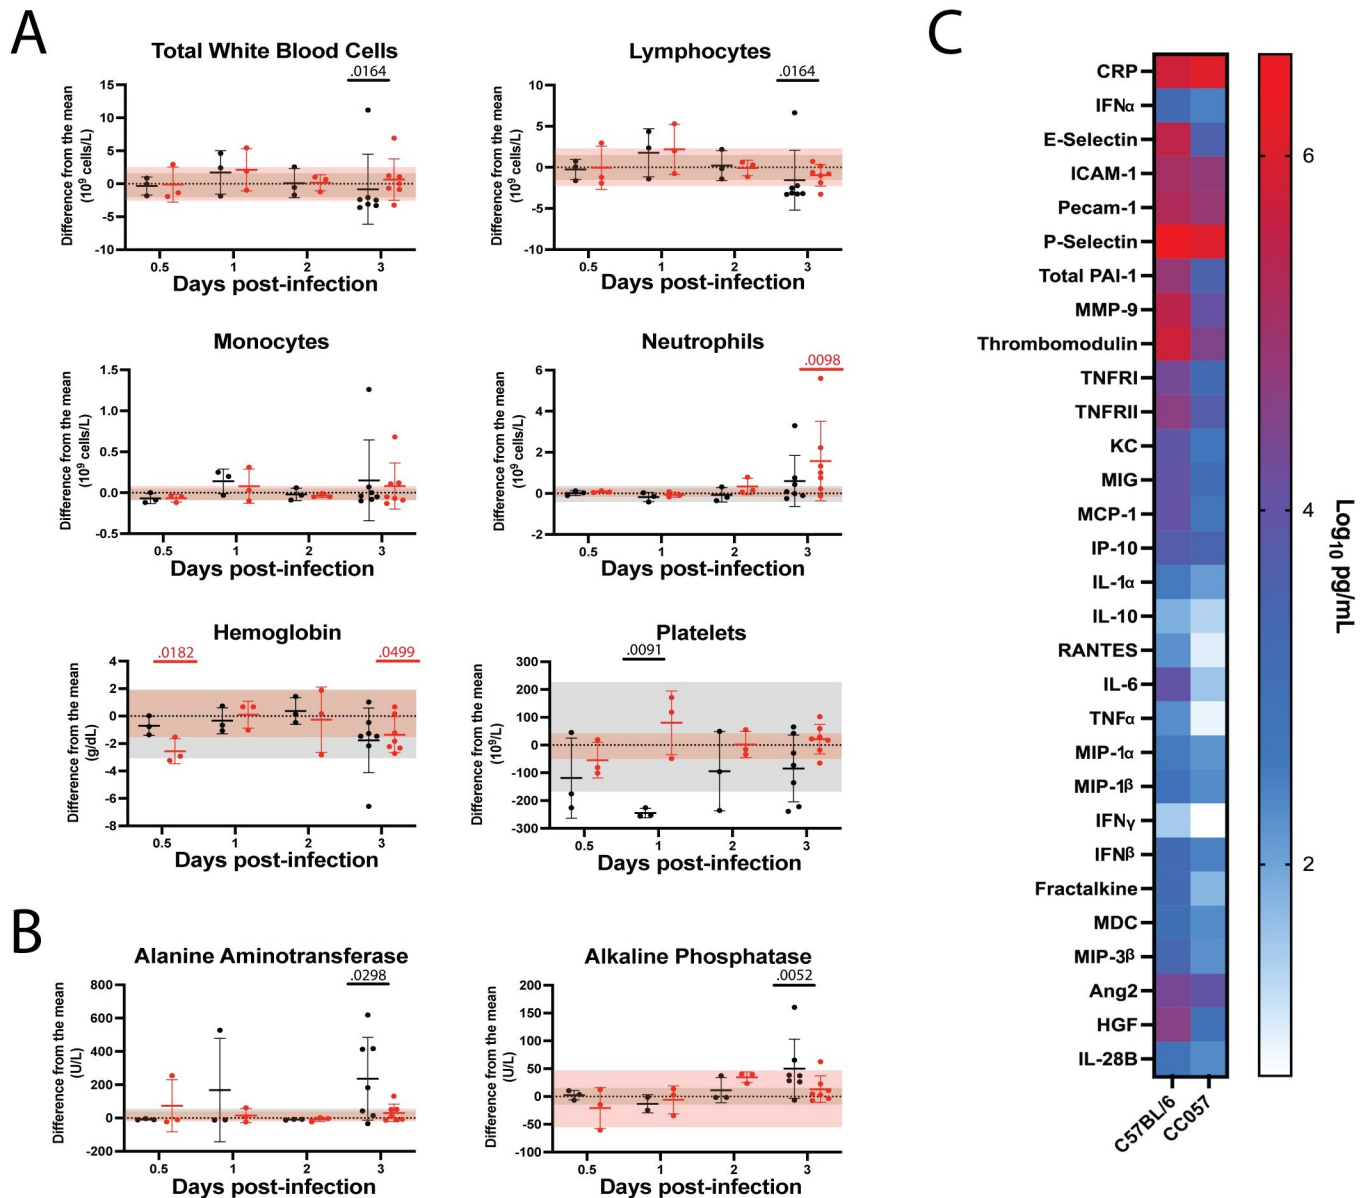 A
Total White Blood Cells
.0164
Difference from the mean
(10⁹ cells/L)
15
10
5
0
-5
-10
0.5 1 2 3
Days post-infection
Lymphocytes
.0164
Difference from the mean
(10⁹ cells/L)
10
5
0
-5
-10
0.5 1 2 3
Days post-infection
Monocytes
Difference from the mean
(10⁹ cells/L)
1.5
1.0
0.5
0.0
-0.5
0.5 1 2 3
Days post-infection
Neutrophils
.0098
Difference from the mean
(10⁹ cells/L)
6
4
2
0
-2
0.5 1 2 3
Days post-infection
Hemoglobin
.0182
.0499
Difference from the mean
(g/dL)
4
2
0
-2
-4
-6
-8
0.5 1 2 3
Days post-infection
Platelets
.0091
Difference from the mean
(10⁹/L)
300
200
100
0
-100
-200
-300
0.5 1 2 3
Days post-infection
B
Alanine Aminotransferase
.0298
Difference from the mean
(U/L)
800
600
400
200
0
-200
0.5 1 2 3
Days post-infection
Alkaline Phosphatase
.0052
Difference from the mean
(U/L)
200
150
100
50
0
-50
-100
0.5 1 2 3
Days post-infection
C
CRP
IFNα
E-Selectin
ICAM-1
Pecam-1
P-Selectin
Total PAI-1
MMP-9
Thrombomodulin
TNFRI
TNFRII
KC
MIG
MCP-1
IP-10
IL-1α
IL-10
RANTES
IL-6
TNFα
MIP-1α
MIP-1β
IFNγ
IFNβ
Fractalkine
MDC
MIP-3β
Ang2
HGF
IL-28B
C57BL/6
CC057
6
4
2
Log₁₀ pg/mL